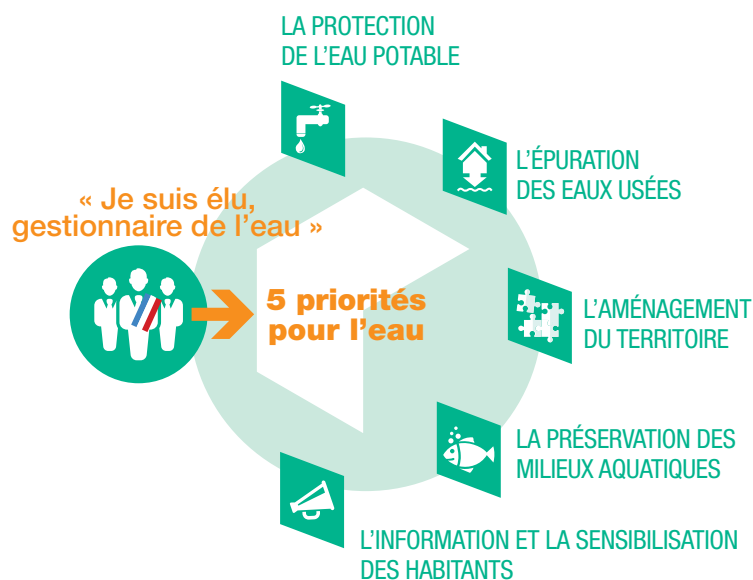 LA PROTECTION
DE L'EAU POTABLE
L'ÉPURATION
DES EAUX USÉES
« Je suis élu,
gestionnaire de l'eau »
5 priorités
pour l'eau
L'AMÉNAGEMENT
DU TERRITOIRE
LA PRÉSERVATION DES
MILIEUX AQUATIQUES
L'INFORMATION ET LA SENSIBILISATION
DES HABITANTS